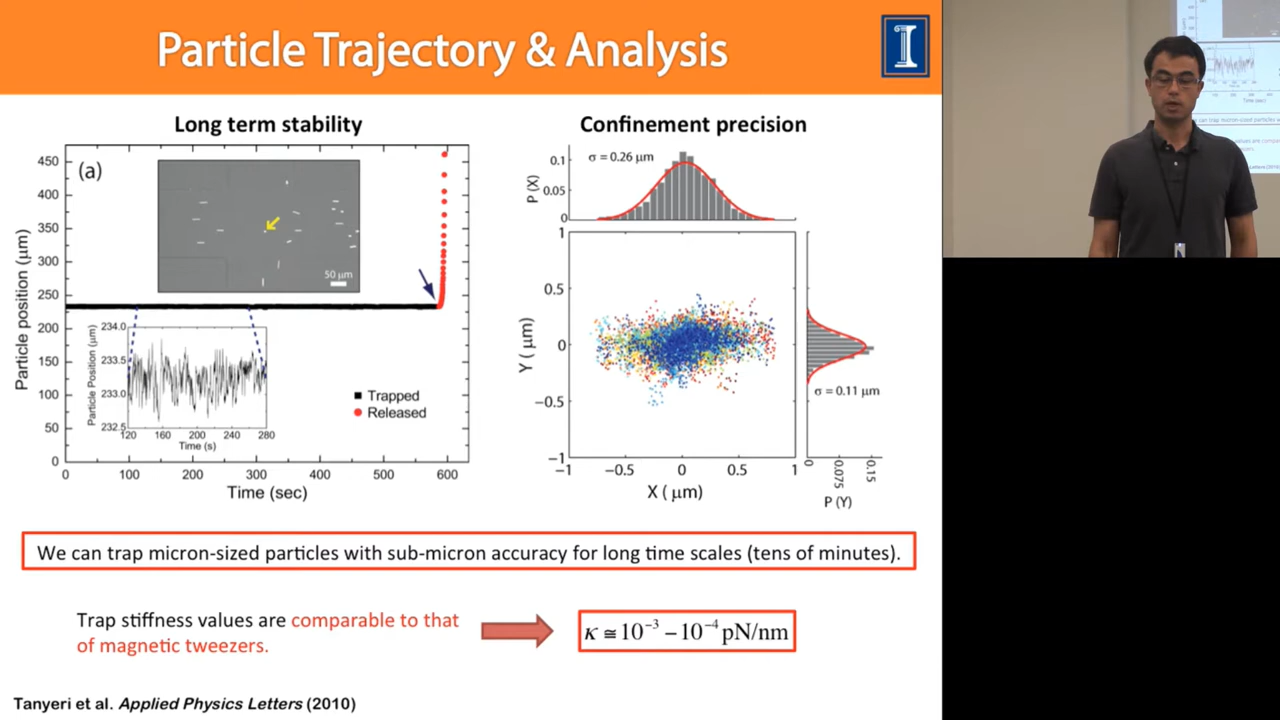 Particle Trajectory & Analysis
I
Long term stability
Confinement precision
(a)
450
400
350
300
250
200
150
100
50
0
Particle position (μm)
50 μm
234.0
233.5
233.0
232.5
Particle Position (μm)
120 160 200 240 280
Time (s)
Trapped
Released
0 100 200 300 400 500 600
Time (sec)
σ = 0.26 μm
0.1
0.05
0
P (X)
1
0.5
0
−0.5
−1
Y ( μm)
−1 −0.5 0 0.5 1
X ( μm)
σ = 0.11 μm
0 0.075 0.15
P (Y)
We can trap micron-sized particles with sub-micron accuracy for long time scales (tens of minutes).
Trap stiffness values are comparable to that
of magnetic tweezers.
κ ≅ 10⁻³ – 10⁻⁴ pN/nm
Tanyeri et al. Applied Physics Letters (2010)
Time (sec)